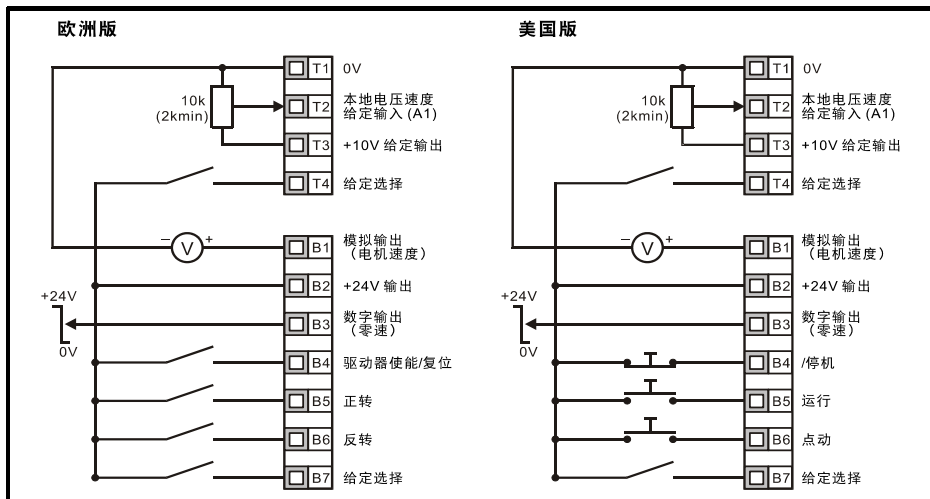 欧洲版
T1 0V
10k
(2kmin)
T2 本地电压速度
给定输入 (A1)
T3 +10V 给定输出
T4 给定选择
− V + B1 模拟输出
(电机速度)
B2 +24V 输出
+24V
0V
B3 数字输出
(零速)
B4 驱动器使能/复位
B5 正转
B6 反转
B7 给定选择
美国版
T1 0V
10k
(2kmin)
T2 本地电压速度
给定输入 (A1)
T3 +10V 给定输出
T4 给定选择
− V + B1 模拟输出
(电机速度)
B2 +24V 输出
+24V
0V
B3 数字输出
(零速)
B4 /停机
B5 运行
B6 点动
B7 给定选择